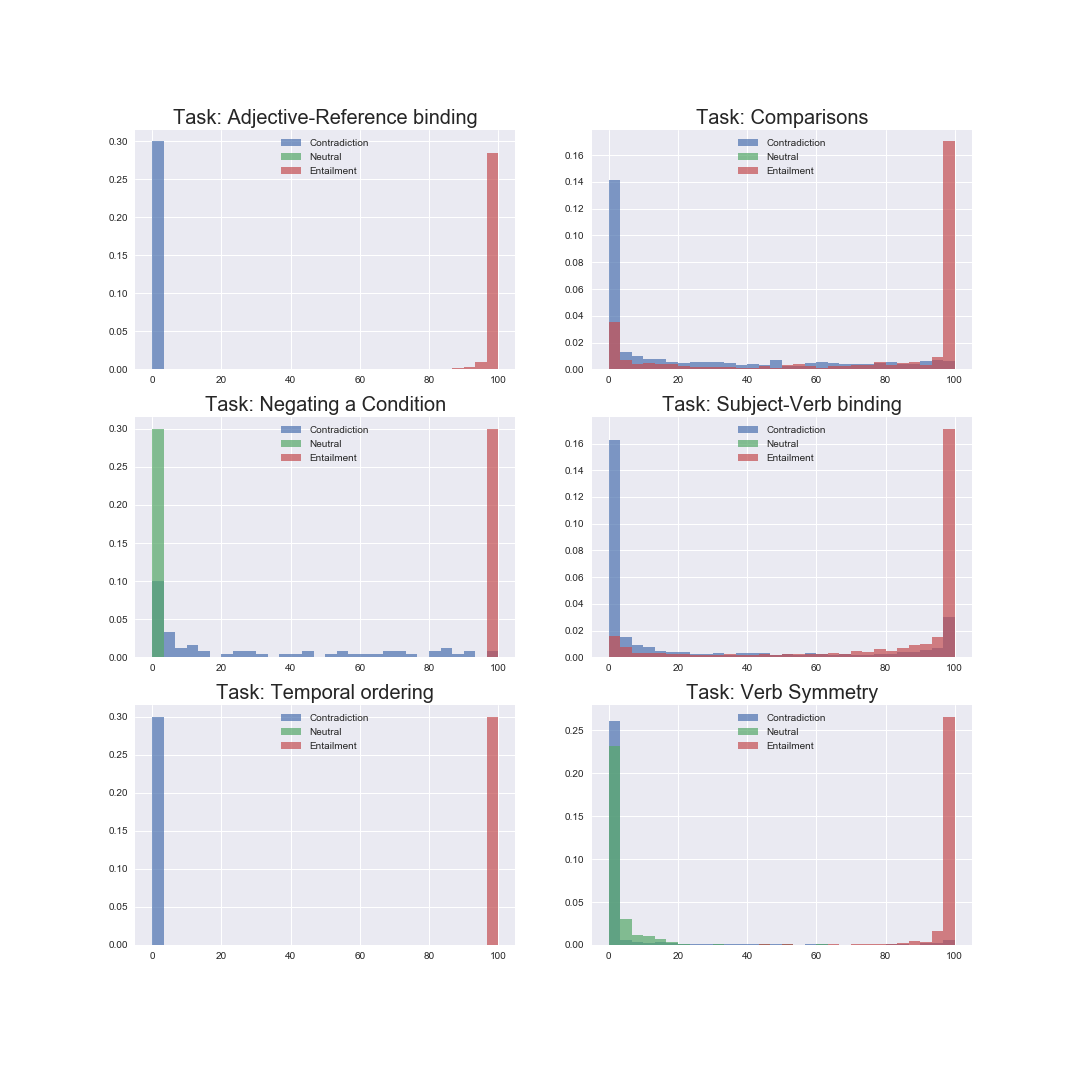 Task: Adjective-Reference binding
Contradiction
Neutral
Entailment
0.30
0.25
0.20
0.15
0.10
0.05
0.00
0 20 40 60 80 100
Task: Comparisons
Contradiction
Neutral
Entailment
0.16
0.14
0.12
0.10
0.08
0.06
0.04
0.02
0.00
0 20 40 60 80 100
Task: Negating a Condition
Contradiction
Neutral
Entailment
0.30
0.25
0.20
0.15
0.10
0.05
0.00
0 20 40 60 80 100
Task: Subject-Verb binding
Contradiction
Neutral
Entailment
0.16
0.14
0.12
0.10
0.08
0.06
0.04
0.02
0.00
0 20 40 60 80 100
Task: Temporal ordering
Contradiction
Neutral
Entailment
0.30
0.25
0.20
0.15
0.10
0.05
0.00
0 20 40 60 80 100
Task: Verb Symmetry
Contradiction
Neutral
Entailment
0.25
0.20
0.15
0.10
0.05
0.00
0 20 40 60 80 100